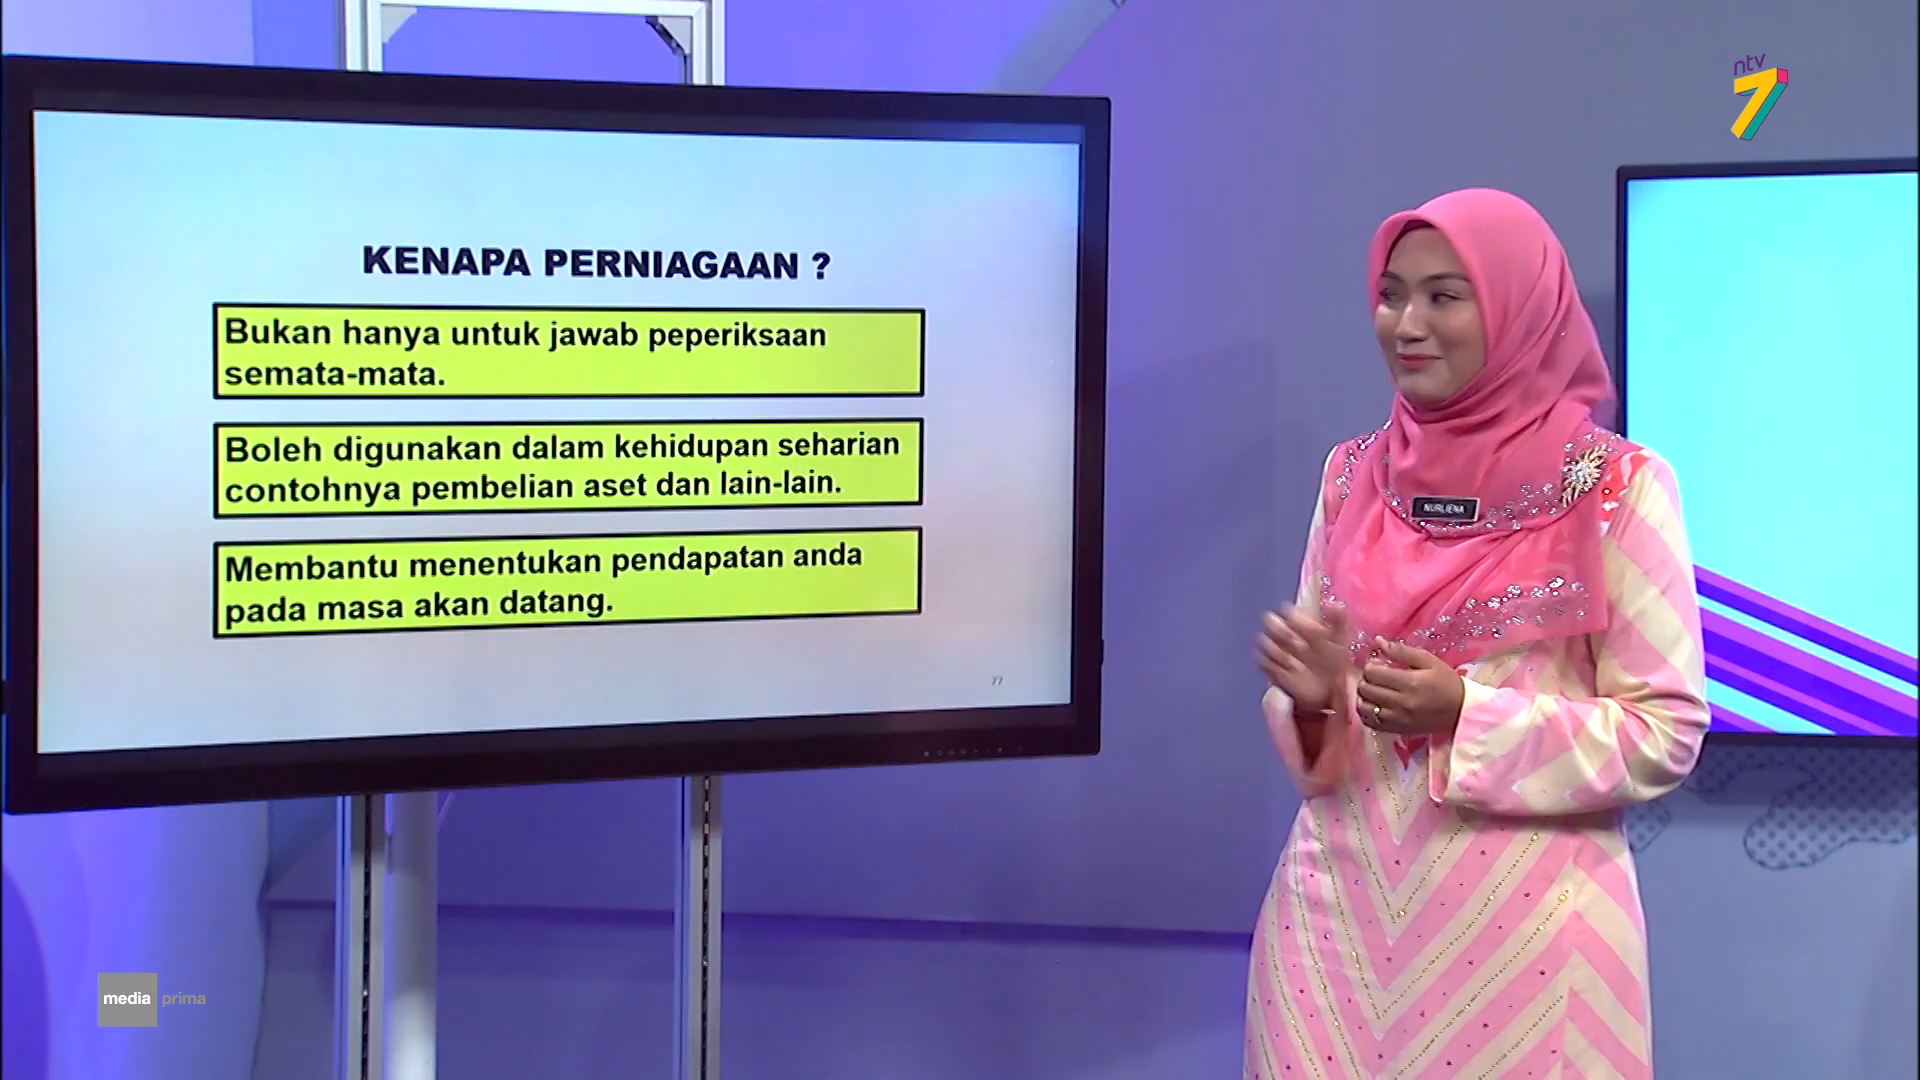 ntv
7
KENAPA PERNIAGAAN ?
Bukan hanya untuk jawab peperiksaan
semata-mata.
Boleh digunakan dalam kehidupan seharian
contohnya pembelian aset dan lain-lain.
Membantu menentukan pendapatan anda
pada masa akan datang.
77
NURLIENA
media prima